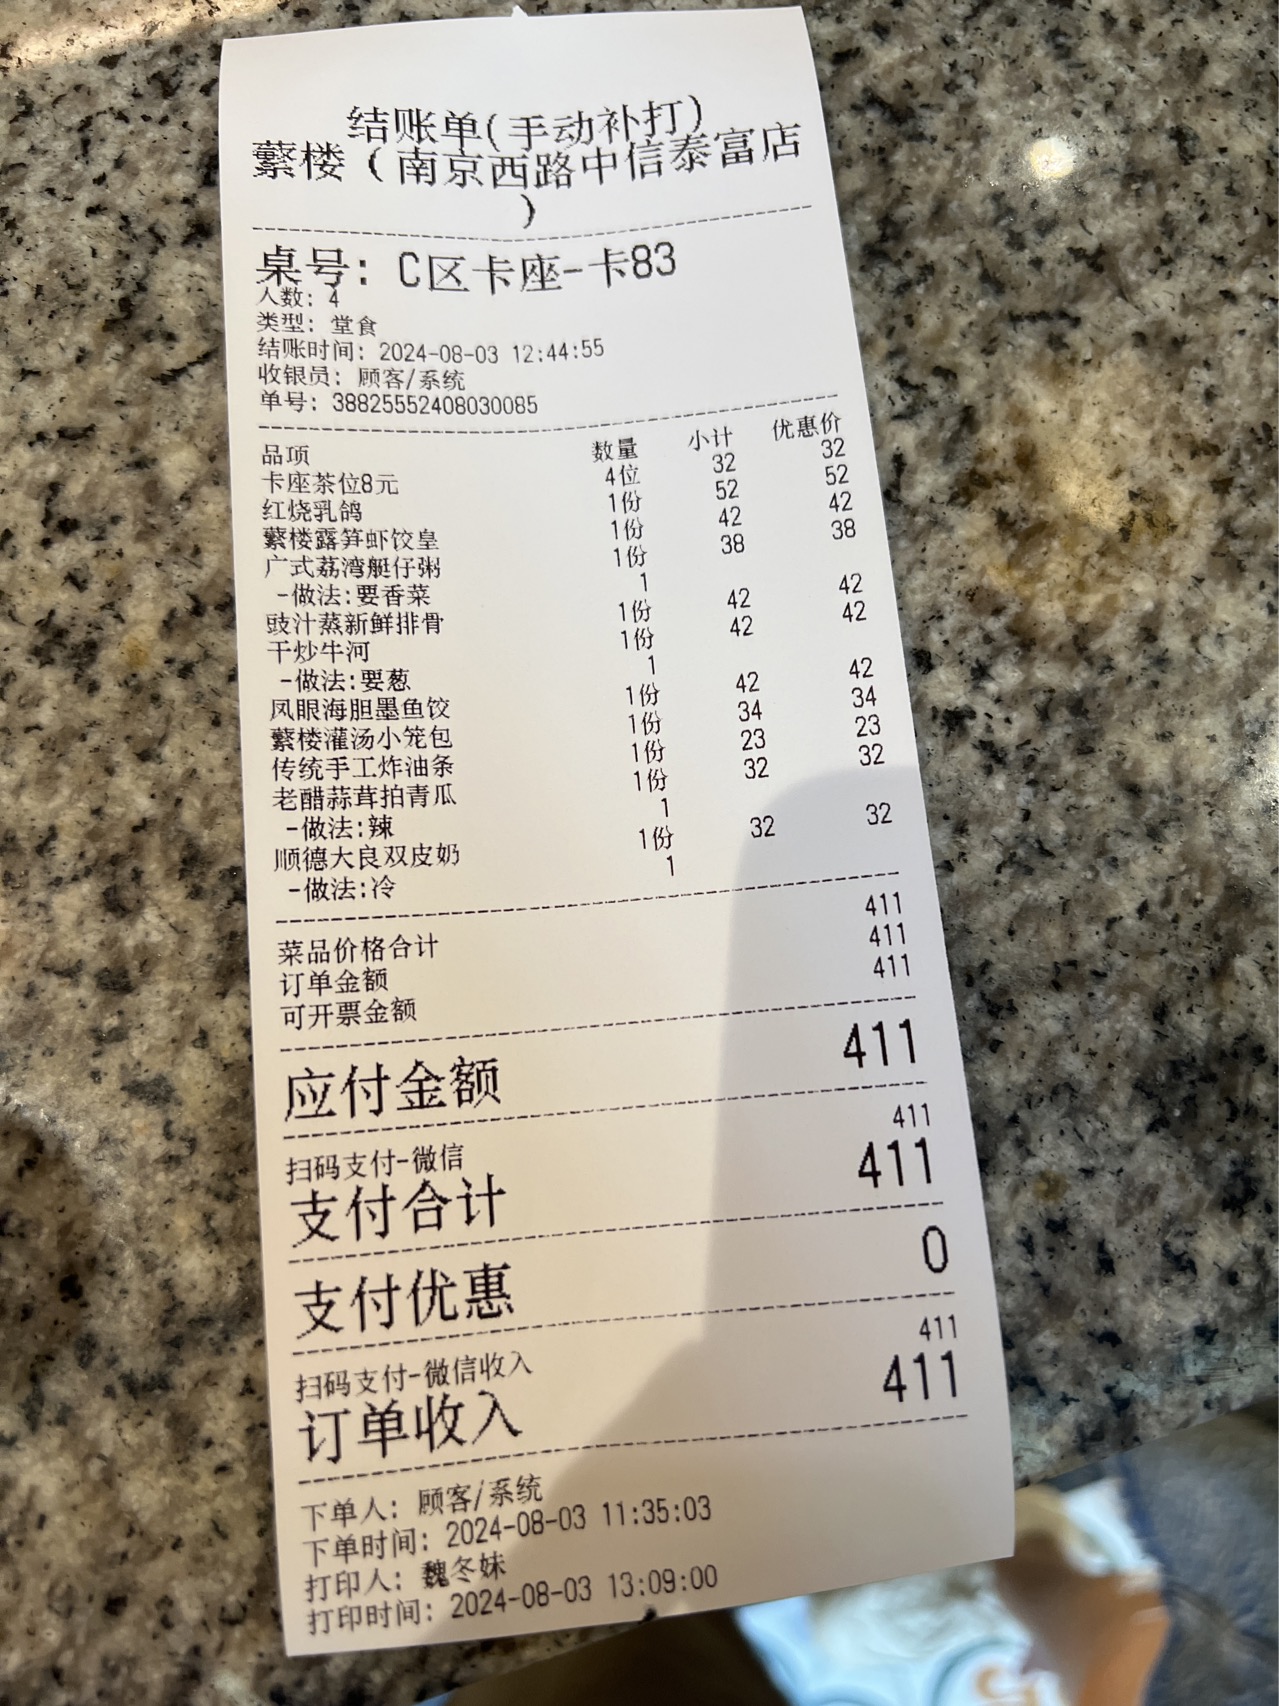 结账单(手动补打)
蘩楼（南京西路中信泰富店
）
桌号: C区卡座-卡83
人数: 4
类型: 堂食
结账时间: 2024-08-03 12:44:55
收银员: 顾客/系统
单号: 38825552408030085
品项 数量 小计 优惠价
卡座茶位8元 4位 32 32
红烧乳鸽 1份 52 52
蘩楼露笋虾饺皇 1份 42 42
广式荔湾艇仔粥 1份 38 38
-做法:要香菜 1
豉汁蒸新鲜排骨 1份 42 42
干炒牛河 1份 42 42
-做法:要葱 1
凤眼海胆墨鱼饺 1份 42 42
蘩楼灌汤小笼包 1份 34 34
传统手工炸油条 1份 23 23
老醋蒜茸拍青瓜 1份 32 32
-做法:辣 1
顺德大良双皮奶 1份 32 32
-做法:冷 1
菜品价格合计 411
订单金额 411
可开票金额 411
应付金额 411
扫码支付-微信 411
支付合计 411
支付优惠 0
扫码支付-微信收入 411
订单收入 411
下单人: 顾客/系统
下单时间: 2024-08-03 11:35:03
打印人: 魏冬妹
打印时间: 2024-08-03 13:09:00